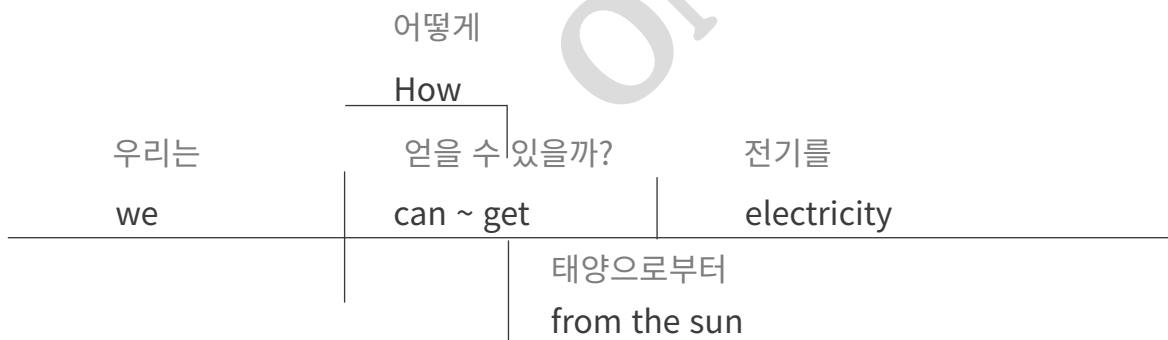 어떻게
How
우리는 얻을 수 있을까? 전기를
we can ~ get electricity
태양으로부터
from the sun